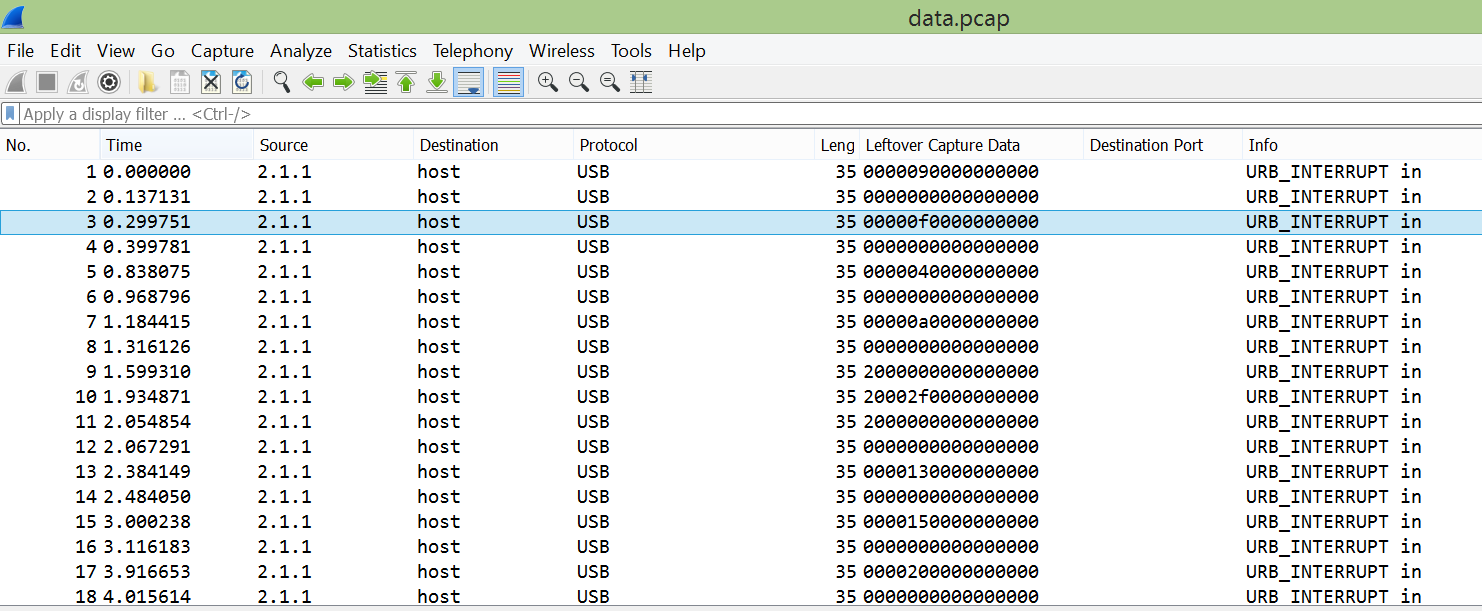 data.pcap
File Edit View Go Capture Analyze Statistics Telephony Wireless Tools Help
Apply a display filter ... <Ctrl-/>
No. Time Source Destination Protocol Leng Leftover Capture Data Destination Port Info
1 0.000000 2.1.1 host USB 35 0000090000000000 URB_INTERRUPT in
2 0.137131 2.1.1 host USB 35 0000000000000000 URB_INTERRUPT in
3 0.299751 2.1.1 host USB 35 00000f0000000000 URB_INTERRUPT in
4 0.399781 2.1.1 host USB 35 0000000000000000 URB_INTERRUPT in
5 0.838075 2.1.1 host USB 35 0000040000000000 URB_INTERRUPT in
6 0.968796 2.1.1 host USB 35 0000000000000000 URB_INTERRUPT in
7 1.184415 2.1.1 host USB 35 00000a0000000000 URB_INTERRUPT in
8 1.316126 2.1.1 host USB 35 0000000000000000 URB_INTERRUPT in
9 1.599310 2.1.1 host USB 35 2000000000000000 URB_INTERRUPT in
10 1.934871 2.1.1 host USB 35 20002f0000000000 URB_INTERRUPT in
11 2.054854 2.1.1 host USB 35 2000000000000000 URB_INTERRUPT in
12 2.067291 2.1.1 host USB 35 0000000000000000 URB_INTERRUPT in
13 2.384149 2.1.1 host USB 35 0000130000000000 URB_INTERRUPT in
14 2.484050 2.1.1 host USB 35 0000000000000000 URB_INTERRUPT in
15 3.000238 2.1.1 host USB 35 0000150000000000 URB_INTERRUPT in
16 3.116183 2.1.1 host USB 35 0000000000000000 URB_INTERRUPT in
17 3.916653 2.1.1 host USB 35 0000200000000000 URB_INTERRUPT in
18 4.015614 2.1.1 host USB 35 0000000000000000 URB_INTERRUPT in